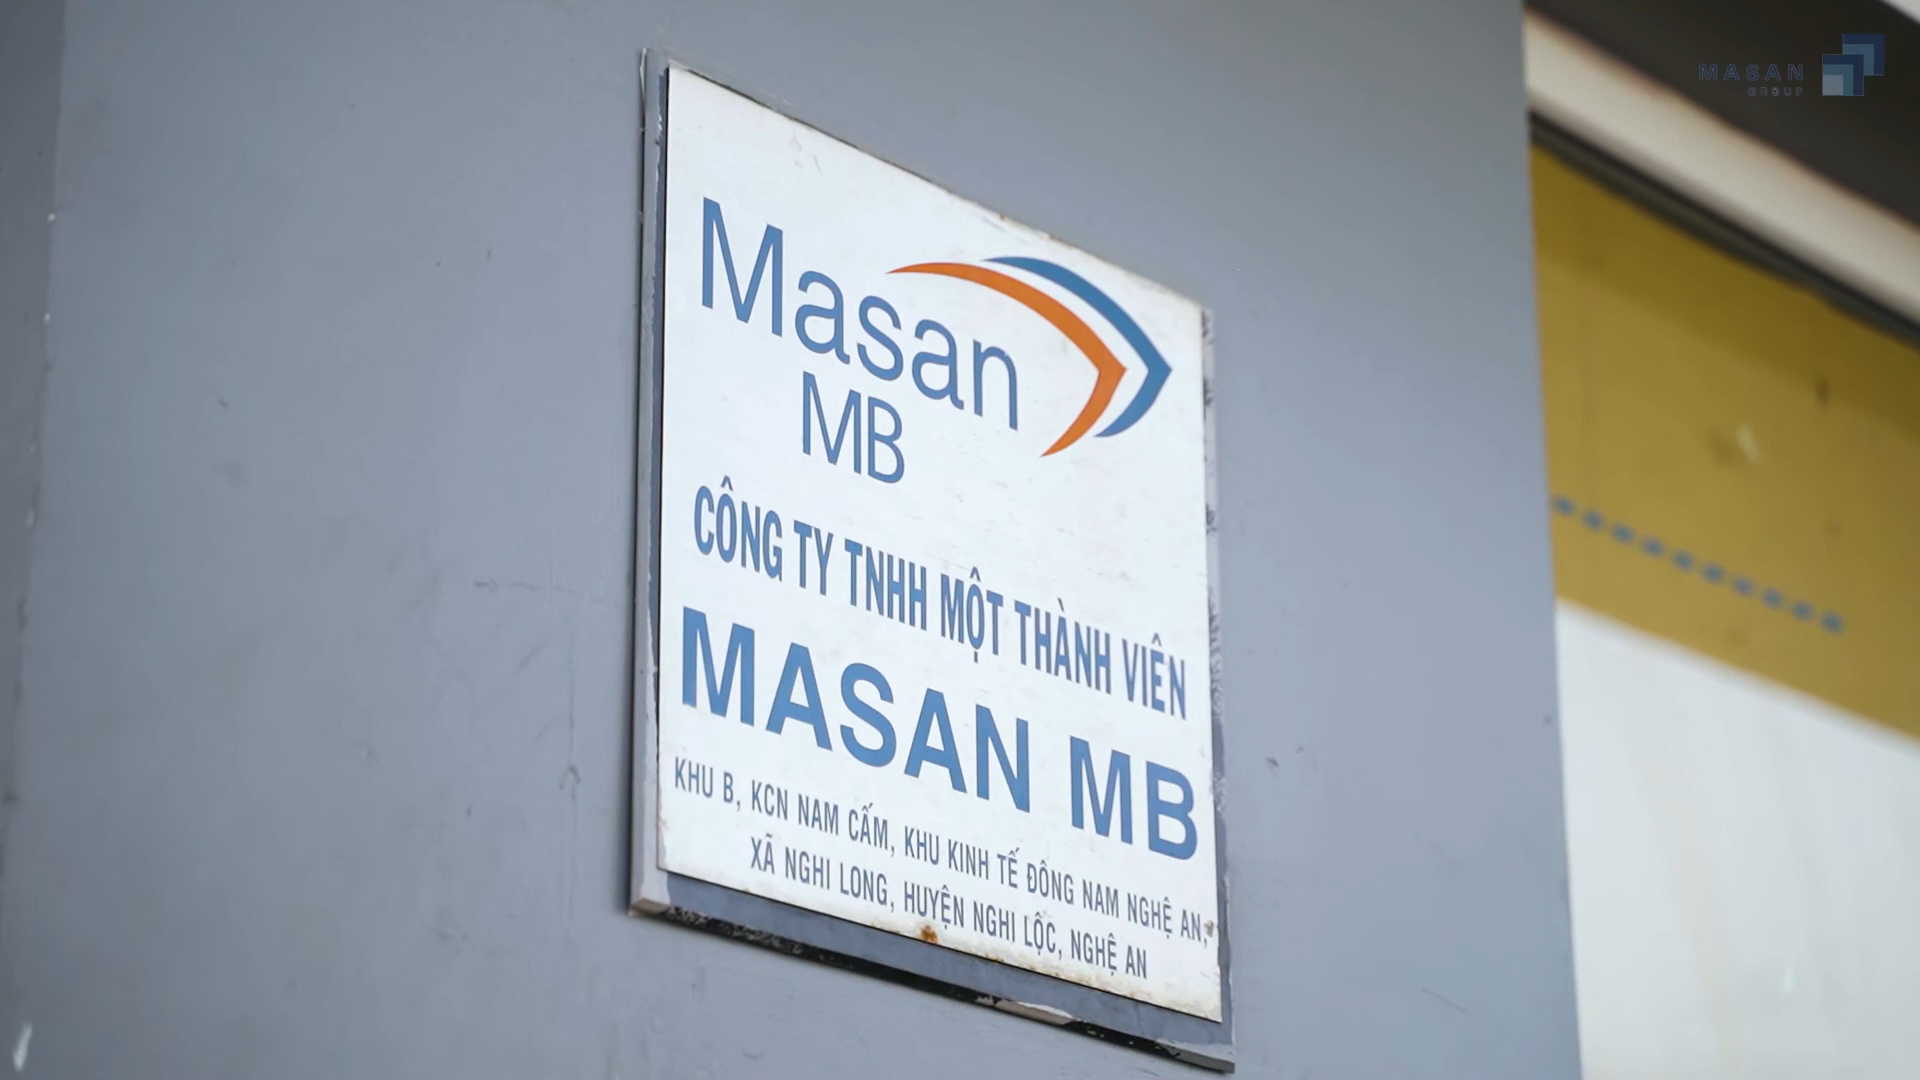 MASAN
GROUP
Masan
MB
CÔNG TY TNHH MỘT THÀNH VIÊN
MASAN MB
KHU B, KCN NAM CẤM, KHU KINH TẾ ĐÔNG NAM NGHỆ AN,
XÃ NGHI LONG, HUYỆN NGHI LỘC, NGHỆ AN